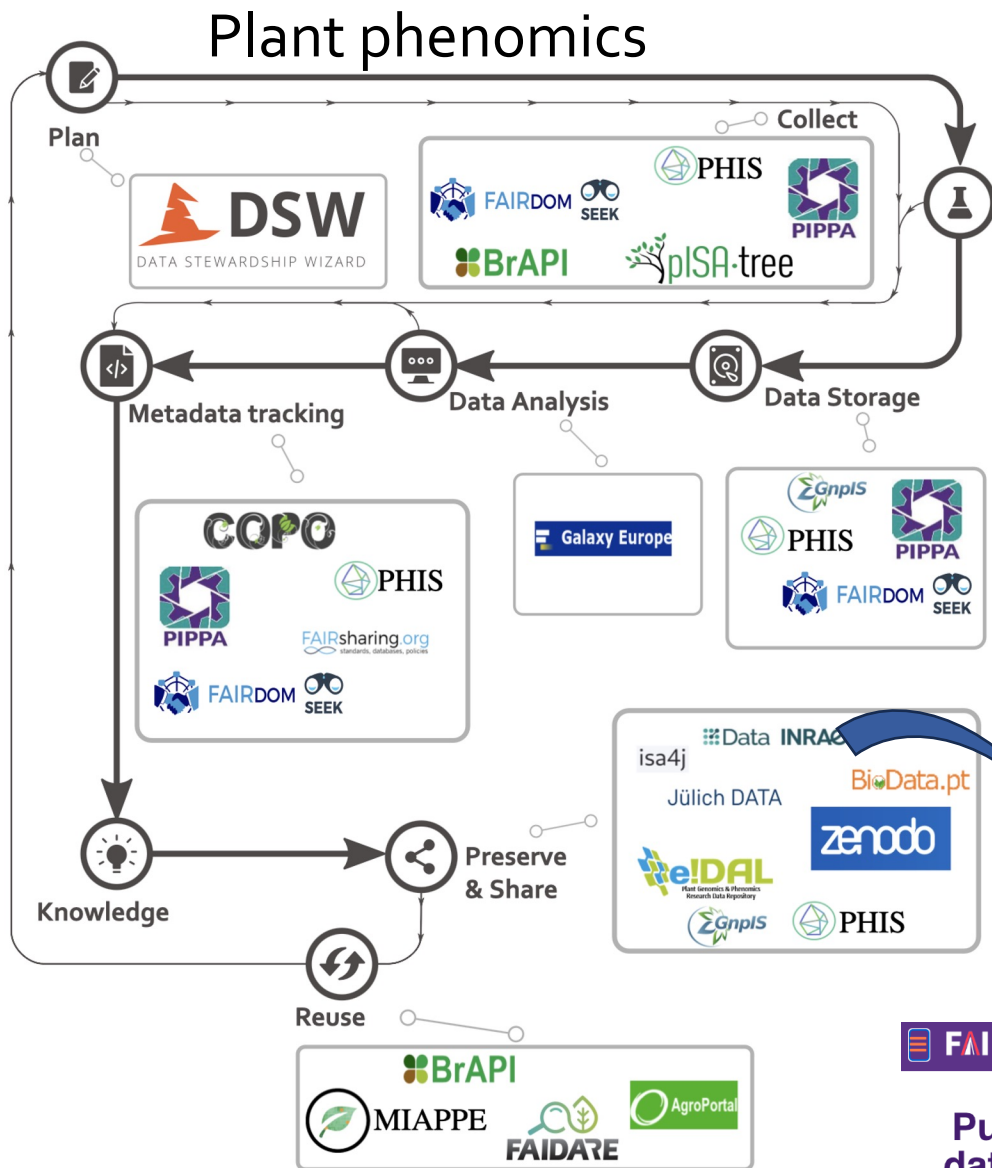 Plant phenomics
Plan
Collect
DSW
DATA STEWARDSHIP WIZARD
PHIS
FAIRDOM
SEEK
PIPPA
BrAPI
pISA-tree
</>
Metadata tracking
Data Analysis
Data Storage
COPO
PHIS
PIPPA
FAIRsharing.org
standards, databases, policies
FAIRDOM
SEEK
Galaxy Europe
GnpIS
PHIS
PIPPA
FAIRDOM
SEEK
Data INRAe
isa4j
BioData.pt
Jülich DATA
zenodo
e!DAL
Plant Genomics & Phenomics
Research Data Repository
GnpIS
PHIS
Knowledge
Preserve
& Share
Reuse
BrAPI
MIAPPE
FAIDARE
AgroPortal
FAI
Pu
dat